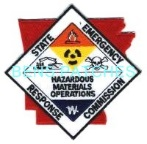 STATE
EMERGENCY
RESPONSE
COMMISSION
HAZARDOUS
MATERIALS
OPERATIONS
W